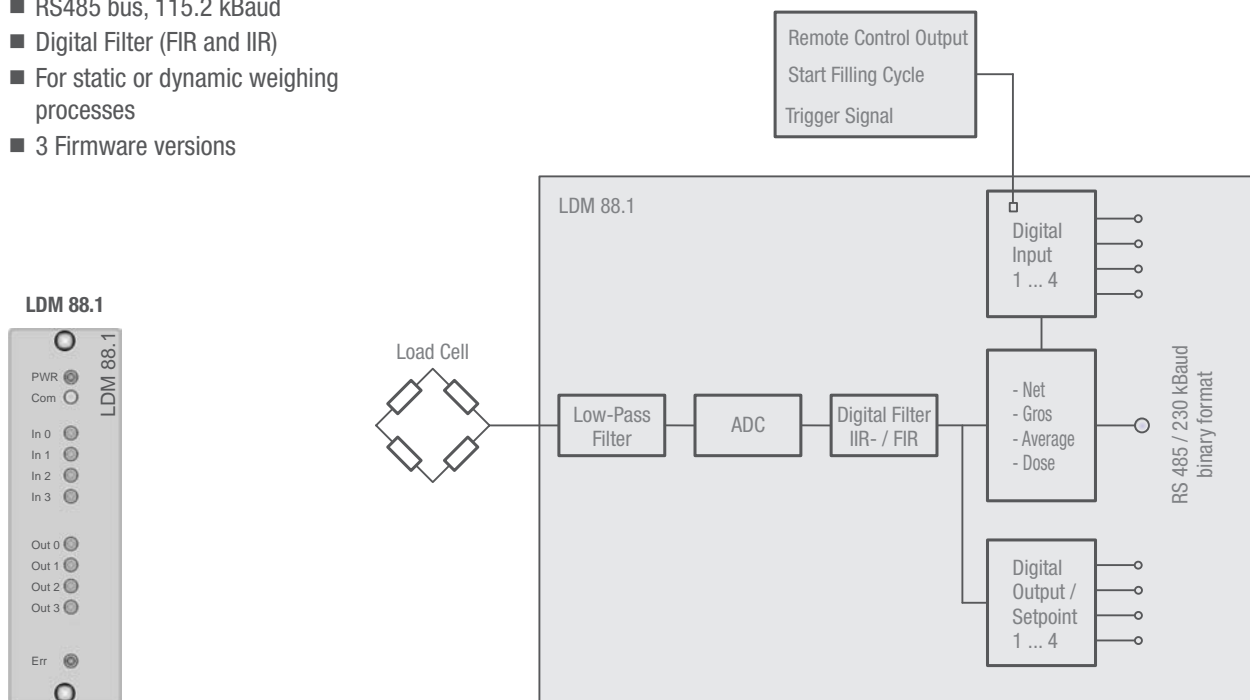 RS485 bus, 115.2 kBaud
■ Digital Filter (FIR and IIR)
■ For static or dynamic weighing
processes
■ 3 Firmware versions
LDM 88.1
LDM 88.1
PWR
Com
In 0
In 1
In 2
In 3
Out 0
Out 1
Out 2
Out 3
Err
Remote Control Output
Start Filling Cycle
Trigger Signal
LDM 88.1
Digital
Input
1 ... 4
Load Cell
Low-Pass
Filter
ADC
Digital Filter
IIR- / FIR
- Net
- Gros
- Average
- Dose
RS 485 / 230 kBaud
binary format
Digital
Output /
Setpoint
1 ... 4